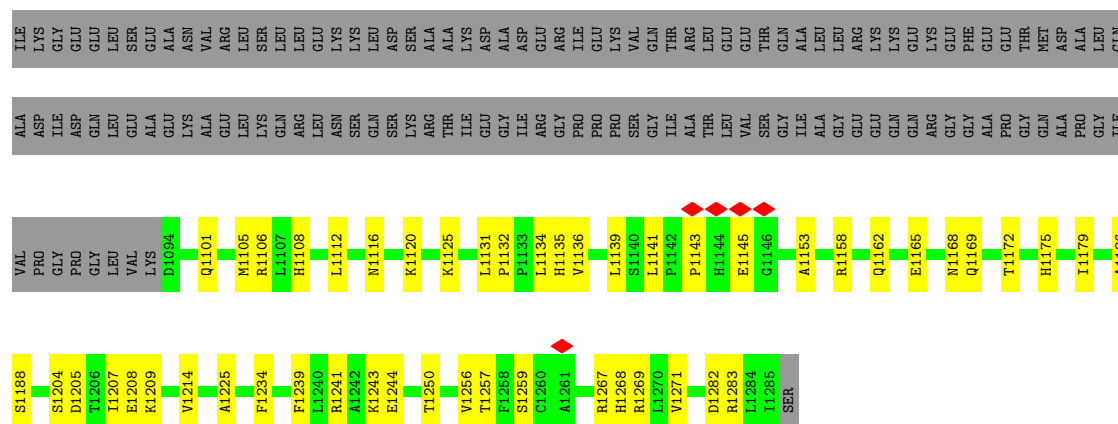 ILE LYS GLY GLU GLU LEU SER GLU ALA ASN VAL ARG LEU SER LEU LEU GLU LYS LYS LEU ASP SER ALA ALA LYS ASP ALA ASP GLU ARG ILE GLU LYS VAL GLN THR ARG LEU GLU GLU THR GLN ALA LEU LEU ARG LYS LYS GLU LYS GLU PHE GLU GLU THR MET ASP ALA LEU GLN
ALA ASP ILE ASP GLN LEU GLU ALA GLU LYS ALA GLU LEU LYS GLN ARG LEU ASN SER GLN SER LYS ARG THR ILE GLU GLY ILE ARG GLY PRO PRO PRO SER GLY ILE ALA THR LEU VAL SER GLY ILE ALA GLY GLU GLU GLN GLN ARG GLY GLY ALA PRO GLY GLN ALA PRO GLY ILE
VAL PRO GLY PRO GLY LEU VAL LYS D1094 Q1101 M1105 R1106 L1107 H1108 L1112 N1116 K1120 K1125 L1131 P1132 P1133 L1134 H1135 V1136 L1139 S1140 L1141 P1142 P1143 H1144 E1145 G1146 A1153 R1158 Q1162 E1165 N1168 Q1169 T1172 H1175 I1179
S1188 S1204 D1205 T1206 I1207 E1208 K1209 V1214 A1225 F1234 F1239 L1240 R1241 A1242 K1243 E1244 T1250 V1256 T1257 F1258 S1259 C1260 A1261 R1267 H1268 R1269 L1270 V1271 D1282 R1283 L1284 I1285 SER